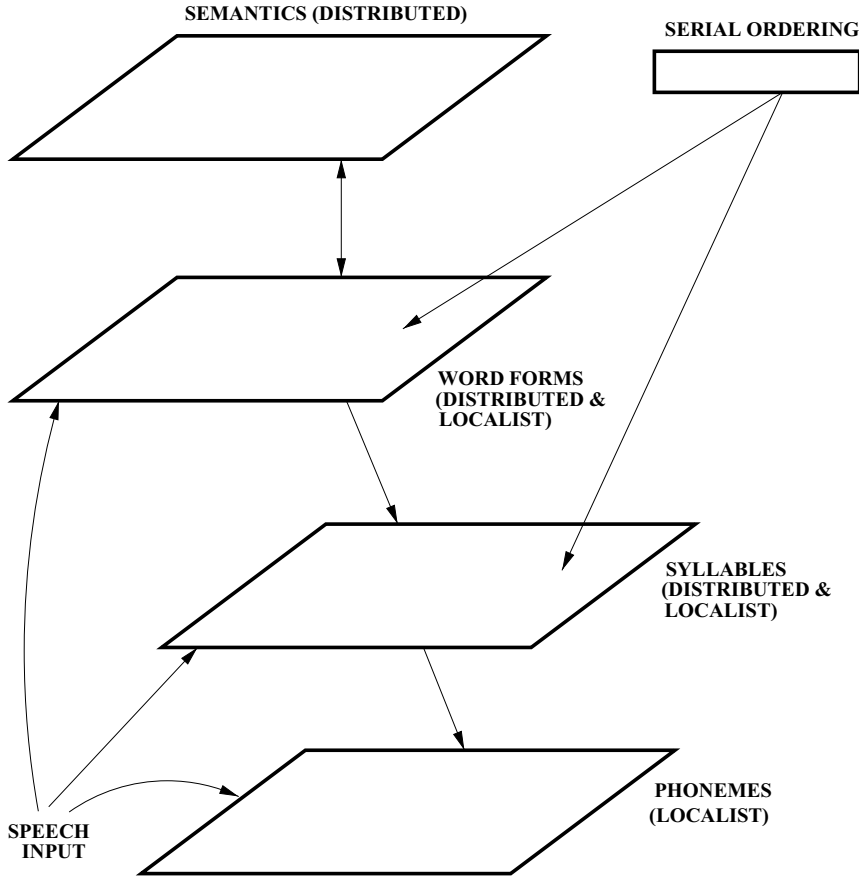 SEMANTICS (DISTRIBUTED)
SERIAL ORDERING
WORD FORMS
(DISTRIBUTED &
LOCALIST)
SYLLABLES
(DISTRIBUTED &
LOCALIST)
PHONEMES
(LOCALIST)
SPEECH
INPUT